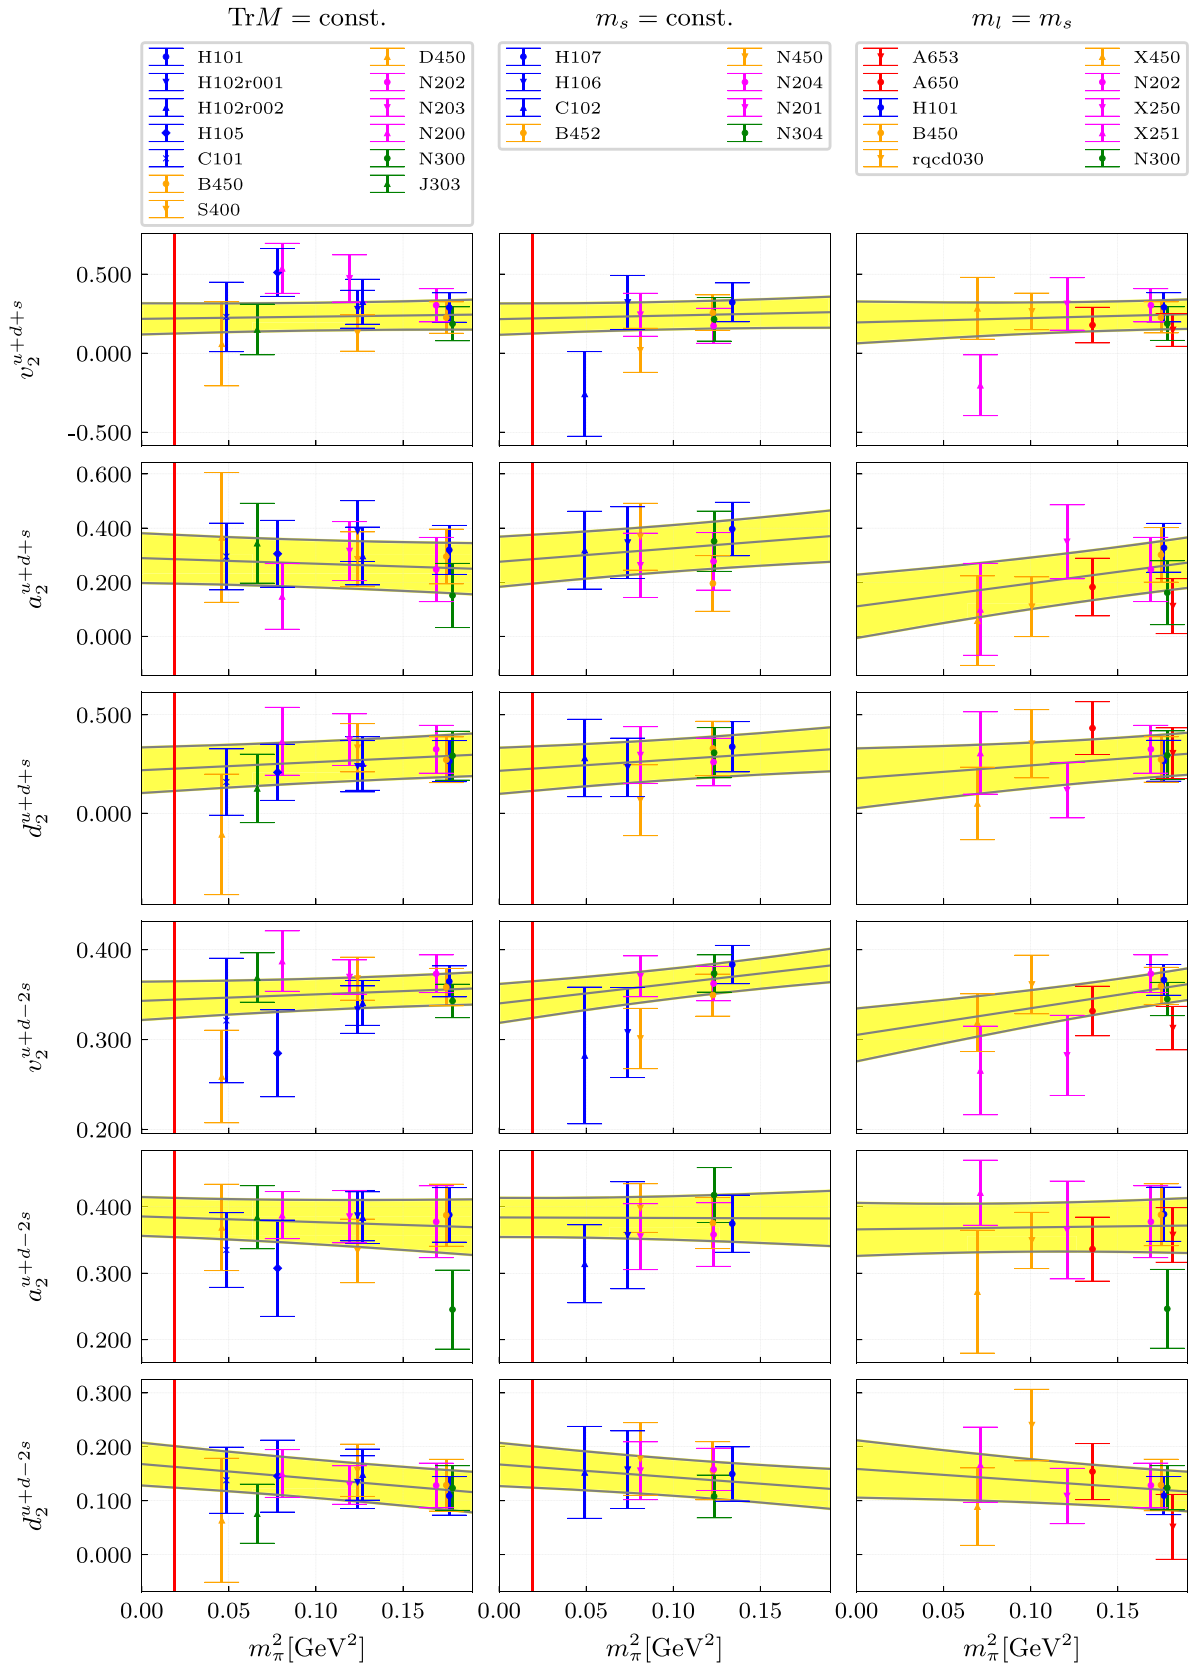 TrM = const.
m_s = const.
m_l = m_s
H101
H102r001
H102r002
H105
C101
B450
S400
D450
N202
N203
N200
N300
J303
H107
H106
C102
B452
N450
N204
N201
N304
A653
A650
H101
B450
rqcd030
X450
N202
X250
X251
N300
v_2^{u+d+s}
0.500
0.000
-0.500
a_2^{u+d+s}
0.600
0.400
0.200
0.000
d_2^{u+d+s}
0.500
0.000
v_2^{u+d−2s}
0.400
0.300
0.200
a_2^{u+d−2s}
0.400
0.300
0.200
d_2^{u+d−2s}
0.300
0.200
0.100
0.000
0.00 0.05 0.10 0.15
0.00 0.05 0.10 0.15
0.00 0.05 0.10 0.15
m_π^2[GeV^2]
m_π^2[GeV^2]
m_π^2[GeV^2]